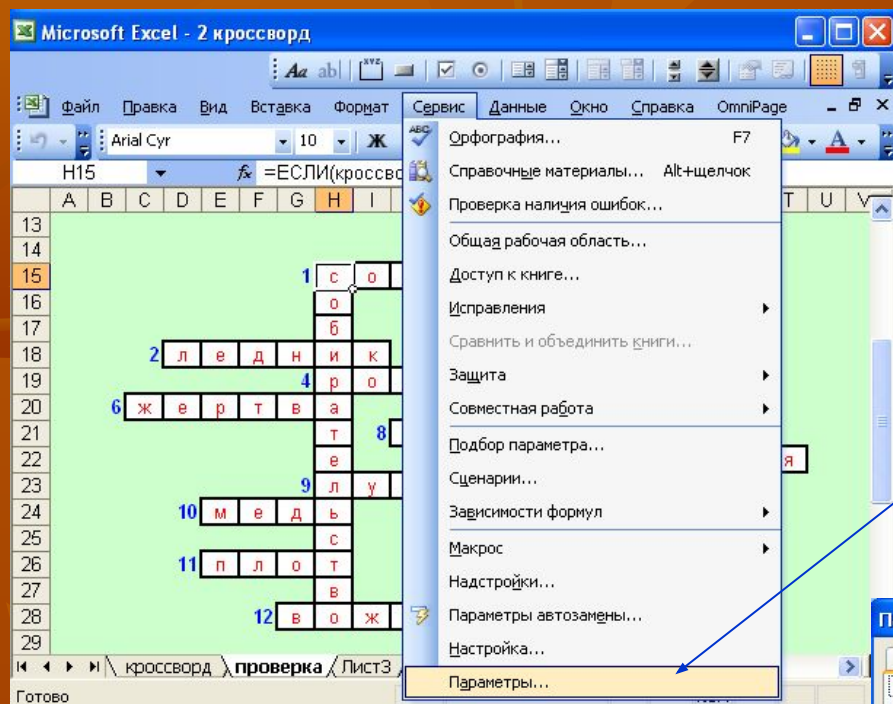 Microsoft Excel - 2 кроссворд
Файл Правка Вид Вставка Формат Сервис Данные Окно Справка OmniPage
Arial Cyr 10 Ж
H15 fx =ЕСЛИ(кроссво
A B C D E F G H I T U V
13
14
15 1 с о
16 о
17 б
18 2 л е д н и к
19 4 р о
20 6 ж е р т в а
21 т 8
22 е я
23 9 л у
24 10 м е д ь
25 с
26 11 п л о т
27 в
28 12 в о ж
29
кроссворд проверка Лист3
Готово
Орфография... F7
Справочные материалы... Alt+щелчок
Проверка наличия ошибок...
Общая рабочая область...
Доступ к книге...
Исправления
Сравнить и объединить книги...
Защита
Совместная работа
Подбор параметра...
Сценарии...
Зависимости формул
Макрос
Надстройки...
Параметры автозамены...
Настройка...
Параметры...